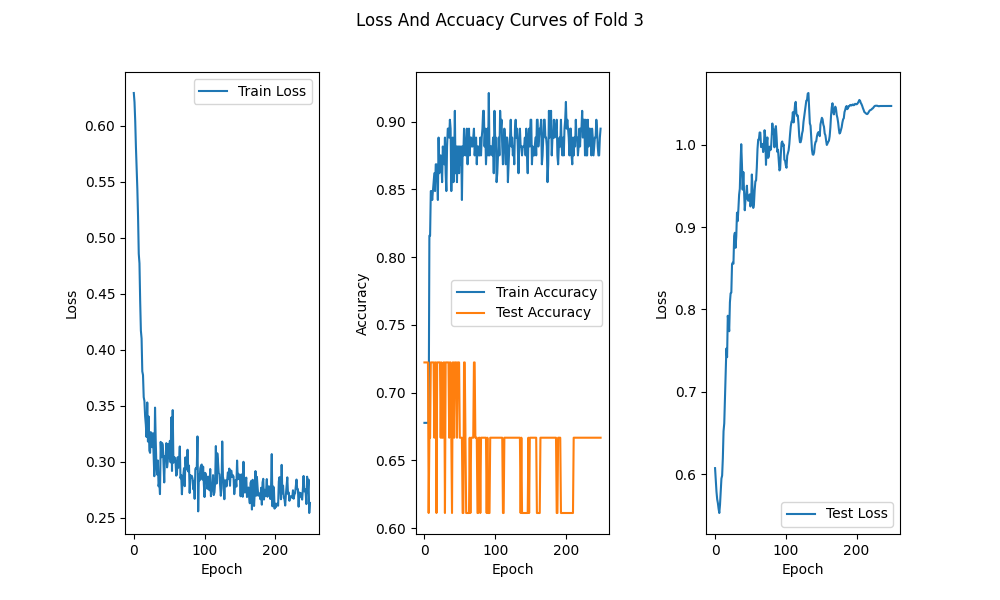 Loss And Accuacy Curves of Fold 3
Train Loss
0.60
0.55
0.50
0.45
0.40
0.35
0.30
0.25
Loss
0
100
200
Epoch
0.90
0.85
0.80
0.75
0.70
0.65
0.60
Accuracy
Train Accuracy
Test Accuracy
0
100
200
Epoch
1.0
0.9
0.8
0.7
0.6
Loss
Test Loss
0
100
200
Epoch